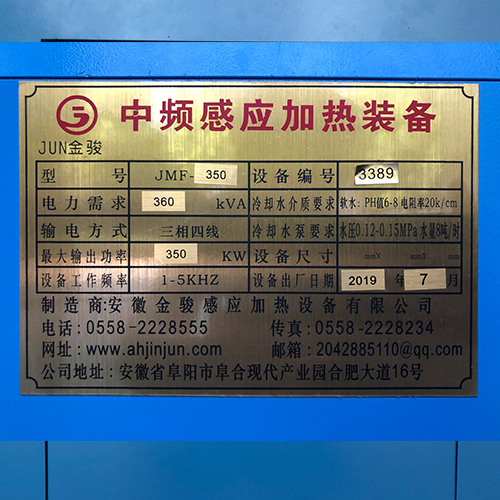 中频感应加热装备
JUN金骏
型 号 JMF-350 设备编号 3389
电力需求 360 kVA 冷却水介质要求 软水:PH值6-8 电阻率20k/cm
输电方式 三相四线 冷却水泵要求 水压0.12-0.15MPa 水量8吨/时
最大输出功率 350 KW 设备尺寸 mmX mmX mm
设备工作频率 1-5KHZ 设备出厂日期 2019 年 7 月
制造商:安徽金骏感应加热设备有限公司
电话:0558-2228555 传真:0558-2228234
网址:www.ahjinjun.com 邮箱:2042885110@qq.com
公司地址:安徽省阜阳市阜合现代产业园合肥大道16号